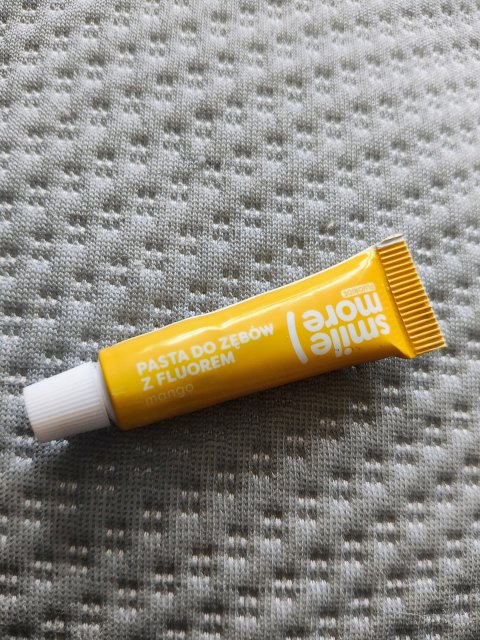 PASTA DO ZĘBÓW
Z FLUOREM
mango
smile
more